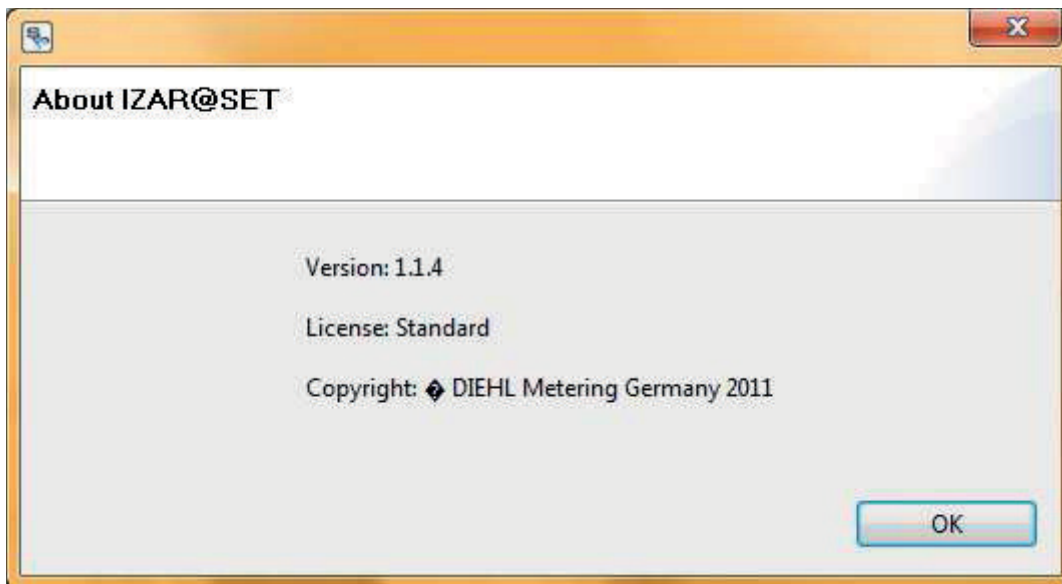 About IZAR@SET
Version: 1.1.4
License: Standard
Copyright: � DIEHL Metering Germany 2011
OK